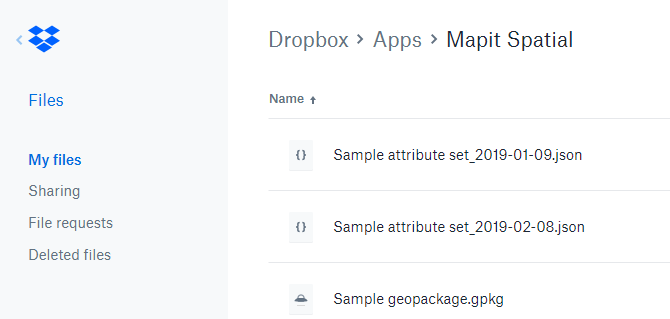 Files
My files
Sharing
File requests
Deleted files
Dropbox > Apps > Mapit Spatial
Name ↑
{} Sample attribute set_2019-01-09.json
{} Sample attribute set_2019-02-08.json
Sample geopackage.gpkg